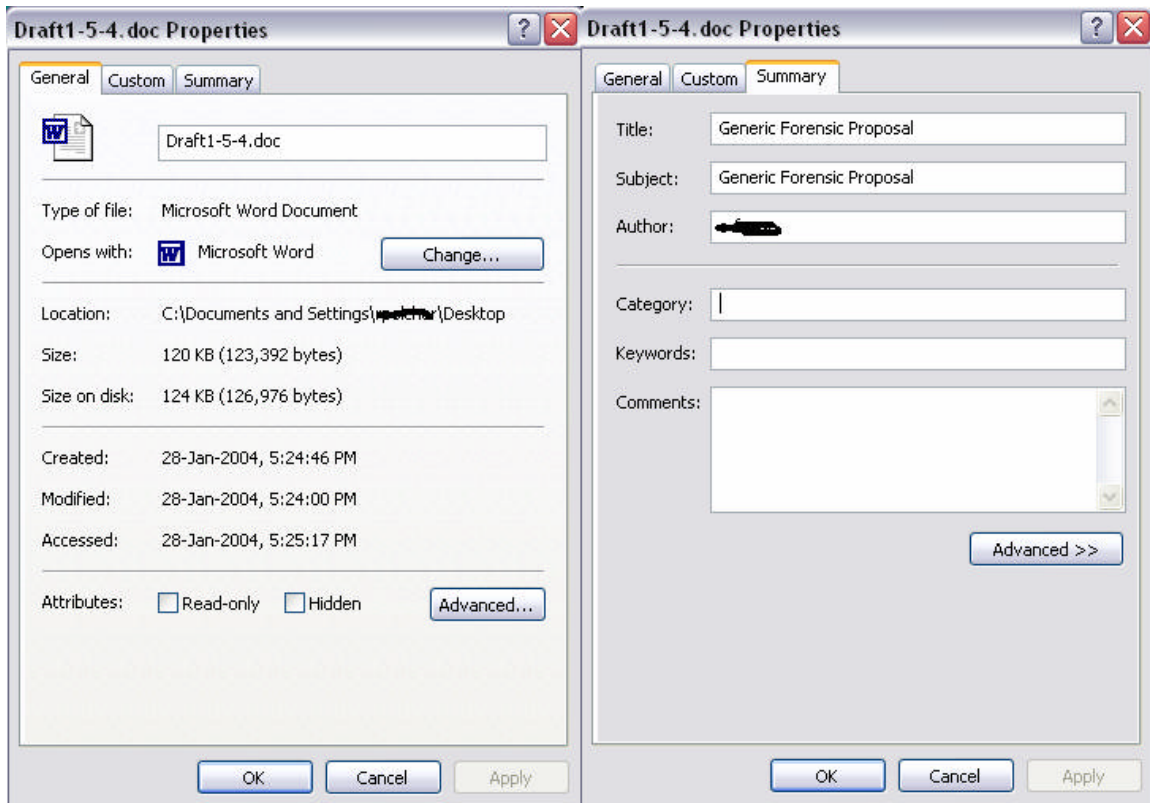 Draft1-5-4.doc Properties
General Custom Summary
Draft1-5-4.doc
Type of file: Microsoft Word Document
Opens with: Microsoft Word Change...
Location: C:\Documents and Settings\ \Desktop
Size: 120 KB (123,392 bytes)
Size on disk: 124 KB (126,976 bytes)
Created: 28-Jan-2004, 5:24:46 PM
Modified: 28-Jan-2004, 5:24:00 PM
Accessed: 28-Jan-2004, 5:25:17 PM
Attributes: Read-only Hidden Advanced...
OK Cancel Apply
Draft1-5-4.doc Properties
General Custom Summary
Title: Generic Forensic Proposal
Subject: Generic Forensic Proposal
Author:
Category:
Keywords:
Comments:
Advanced >>
OK Cancel Apply